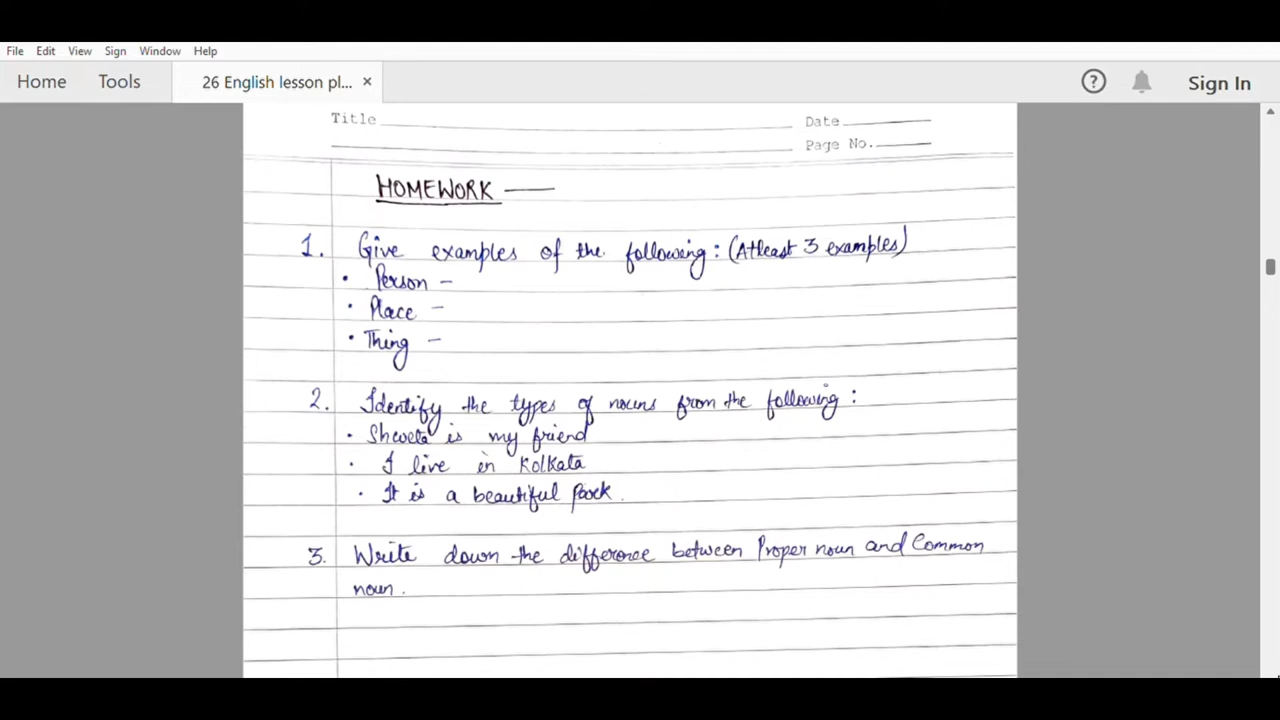 File Edit View Sign Window Help
Home Tools 26 English lesson pl... × ? Sign In
Title Date
Page No.
HOMEWORK —
1. Give examples of the following: (Atleast 3 examples)
• Person –
• Place –
• Thing –
2. Identify the types of nouns from the following:
• Shweta is my friend
• I live in Kolkata
• It is a beautiful Park.
3. Write down the difference between Proper noun and Common
noun.